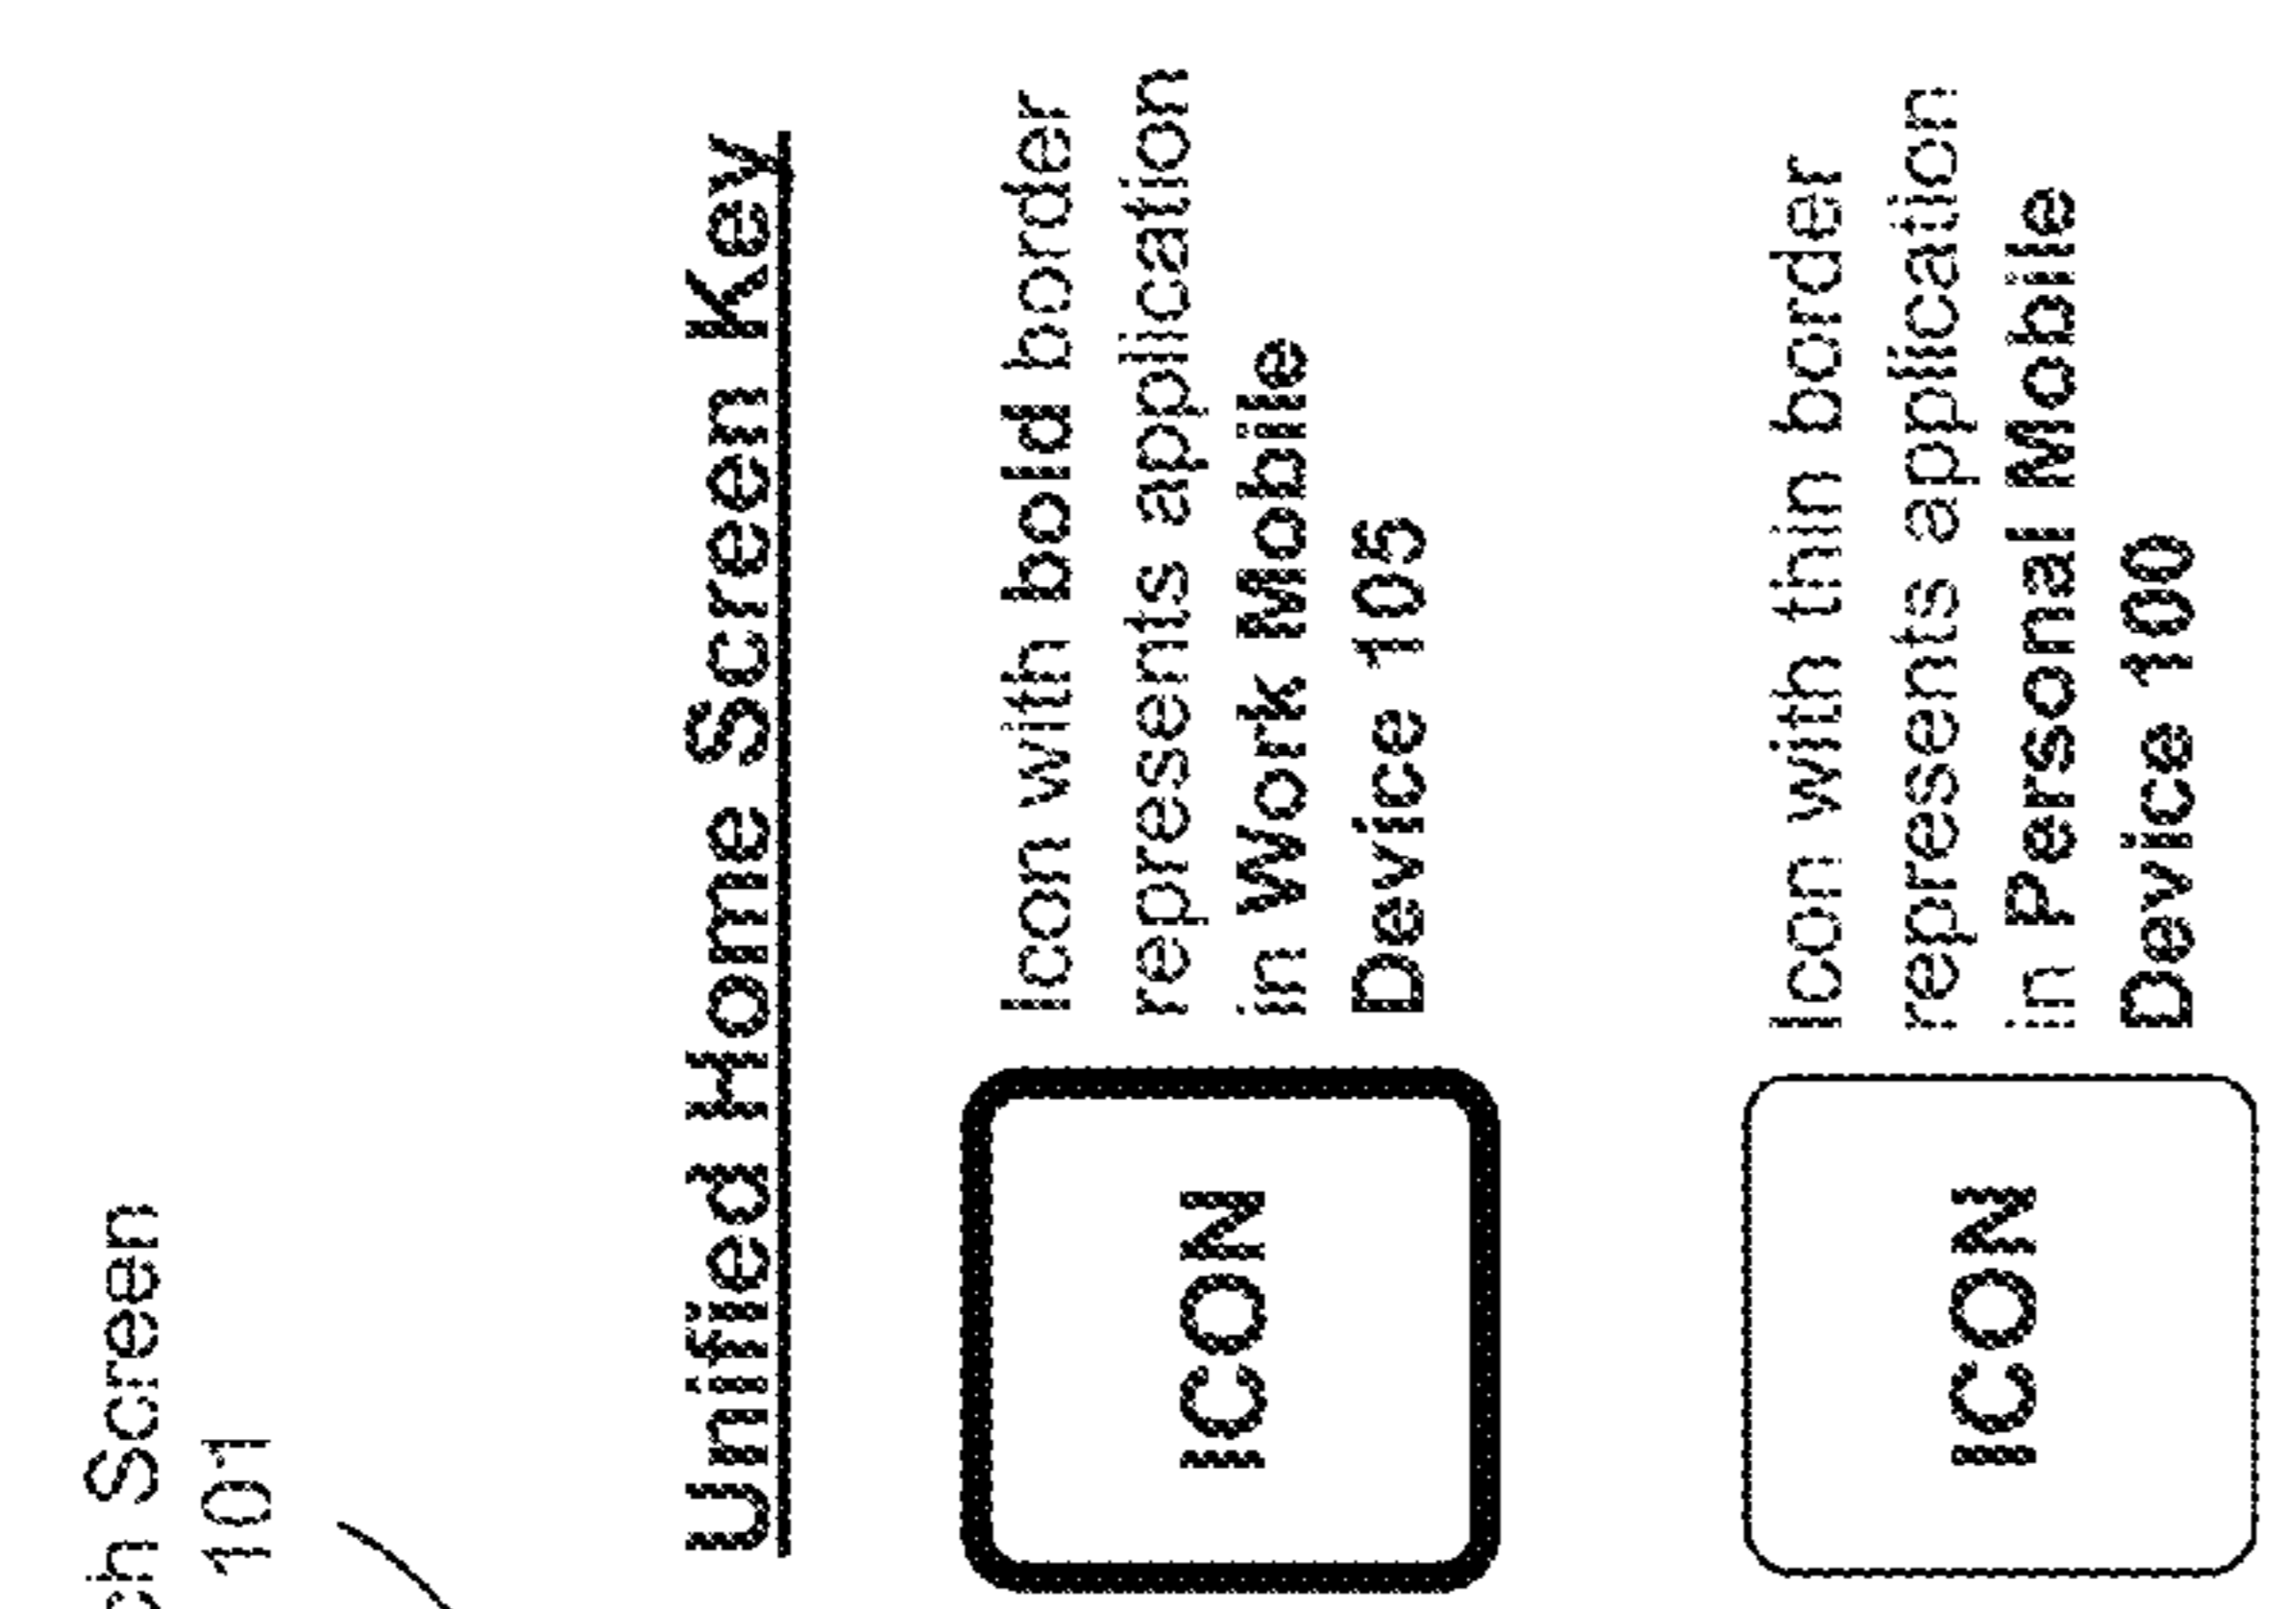 ch Screen
101
Unified Home Screen Key
ICON
Icon with bold border
represents application
in Work Mobile
Device 105
ICON
Icon with thin border
represents application
in Personal Mobile
Device 100